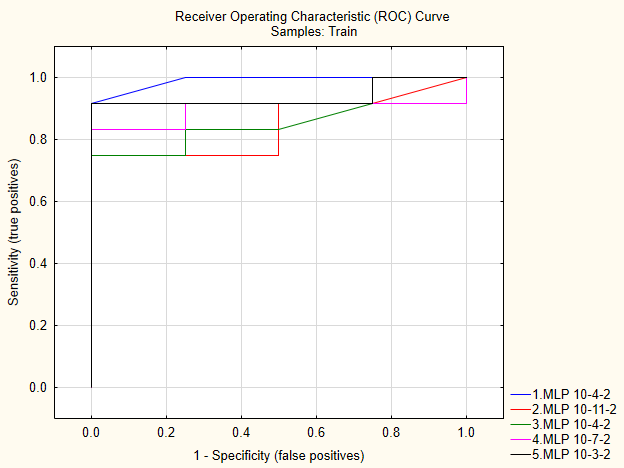 Receiver Operating Characteristic (ROC) Curve
Samples: Train
1.0
0.8
0.6
0.4
0.2
0.0
Sensitivity (true positives)
0.0 0.2 0.4 0.6 0.8 1.0
1 - Specificity (false positives)
1.MLP 10-4-2
2.MLP 10-11-2
3.MLP 10-4-2
4.MLP 10-7-2
5.MLP 10-3-2